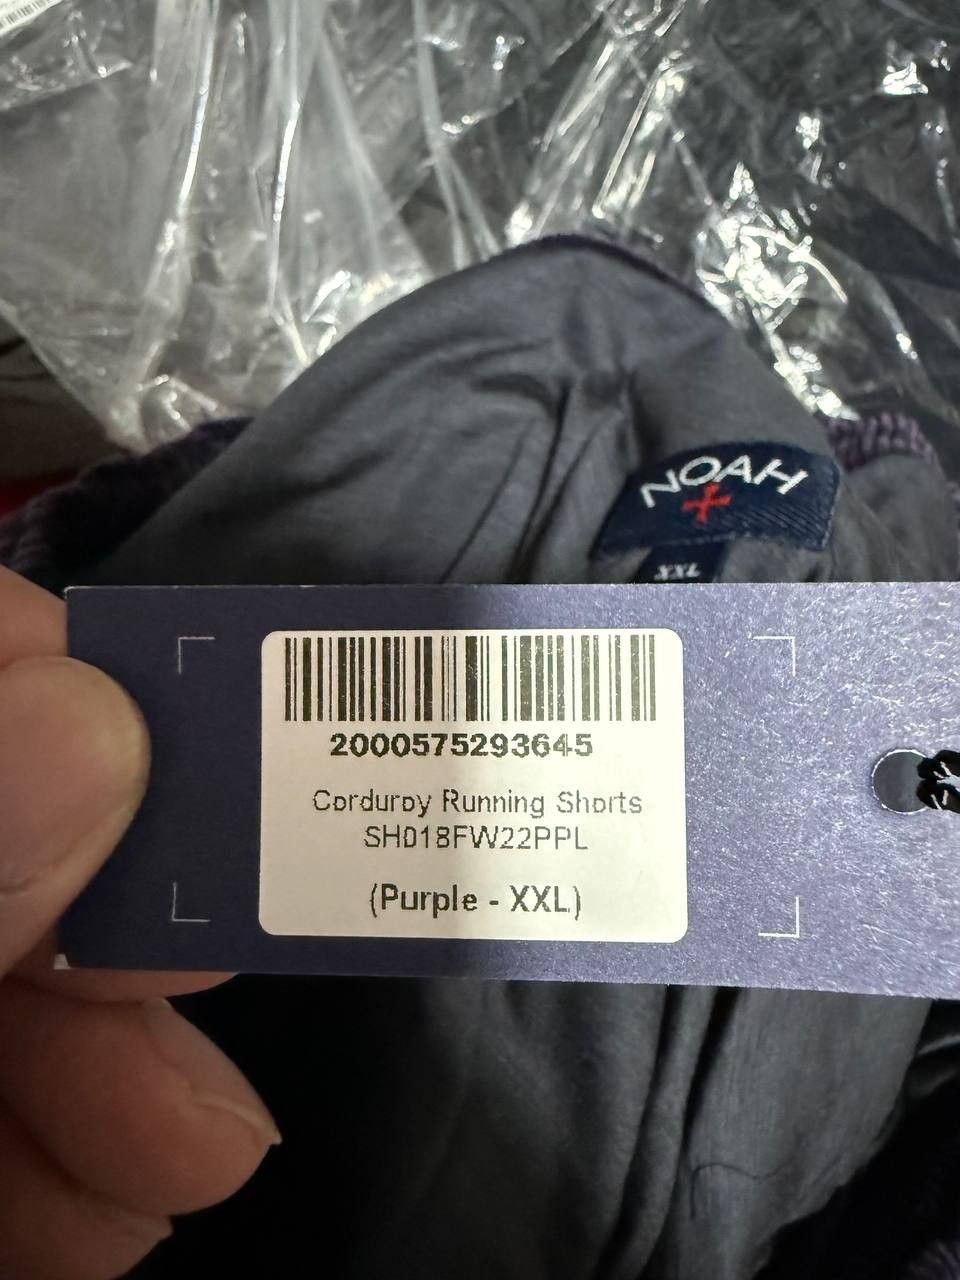 NOAH
XXL
2000575293645
Corduroy Running Shorts
SH018FW22PPL
(Purple - XXL)